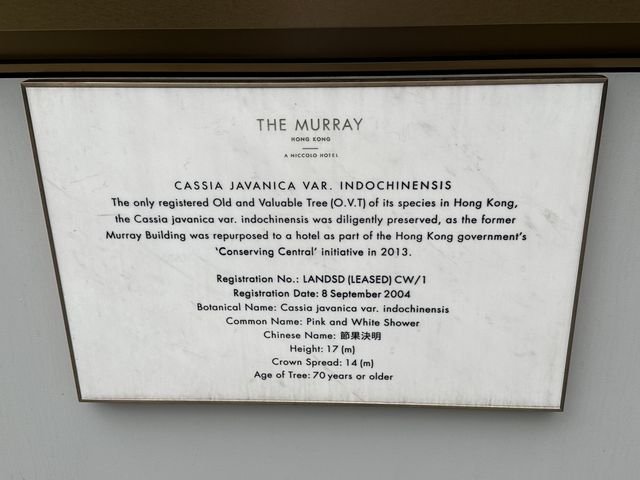 THE MURRAY
HONG KONG
A NICCOLO HOTEL
CASSIA JAVANICA VAR. INDOCHINENSIS
The only registered Old and Valuable Tree (O.V.T) of its species in Hong Kong,
the Cassia javanica var. indochinensis was diligently preserved, as the former
Murray Building was repurposed to a hotel as part of the Hong Kong government's
'Conserving Central' initiative in 2013.
Registration No.: LANDSD (LEASED) CW/1
Registration Date: 8 September 2004
Botanical Name: Cassia javanica var. indochinensis
Common Name: Pink and White Shower
Chinese Name: 節果決明
Height: 17 (m)
Crown Spread: 14 (m)
Age of Tree: 70 years or older